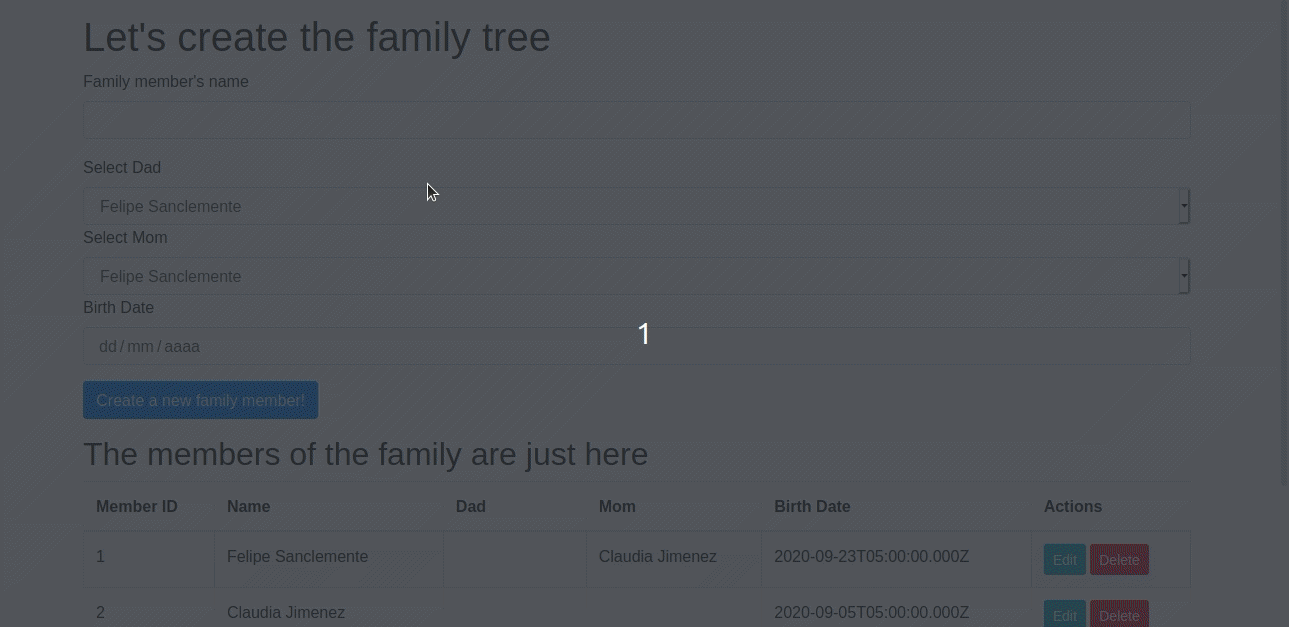 Let's create the family tree
Family member's name
Select Dad
Felipe Sanclemente
Select Mom
Felipe Sanclemente
Birth Date
dd/mm/aaaa
1
Create a new family member!
The members of the family are just here
Member ID Name Dad Mom Birth Date Actions
1 Felipe Sanclemente Claudia Jimenez 2020-09-23T05:00:00.000Z Edit Delete
2 Claudia Jimenez 2020-09-05T05:00:00.000Z Edit Delete